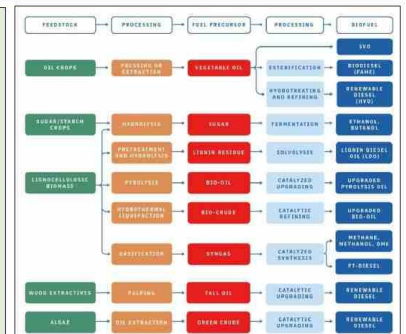 FEEDSTOCK
PROCESSING
FUEL PRECURSOR
PROCESSING
BIOFUEL
SVO
OIL CROPS
PRESSING OR
EXTRACTION
VEGETABLE OIL
ESTERIFICATION
BIODIESEL
(FAME)
HYDROTREATING
AND REFINING
RENEWABLE
DIESEL
(HVO)
SUGAR/STARCH
CROPS
HYDROLYSIS
SUGAR
FERMENTATION
ETHANOL,
BUTANOL
PRETREATMENT
AND HYDROLYSIS
LIGNIN RESIDUE
SOLVOLYSIS
LIGNIN DIESEL
OIL (LDO)
LIGNOCELLULOSIC
BIOMASS
PYROLYSIS
BIO-OIL
CATALYZED
UPGRADING
UPGRADED
PYROLYSIS OIL
HYDROTHERMAL
LIQUEFACTION
BIO-CRUDE
CATALYTIC
REFINING
UPGRADED
BIO-OIL
GASIFICATION
SYNGAS
CATALYZED
SYNTHESIS
METHANE,
METHANOL, DME
FT-DIESEL
WOOD EXTRACTIVES
PULPING
TALL OIL
CATALYTIC
UPGRADING
RENEWABLE
DIESEL
ALGAE
OIL EXTRACTION
GREEN CRUDE
CATALYTIC
UPGRADING
RENEWABLE
DIESEL